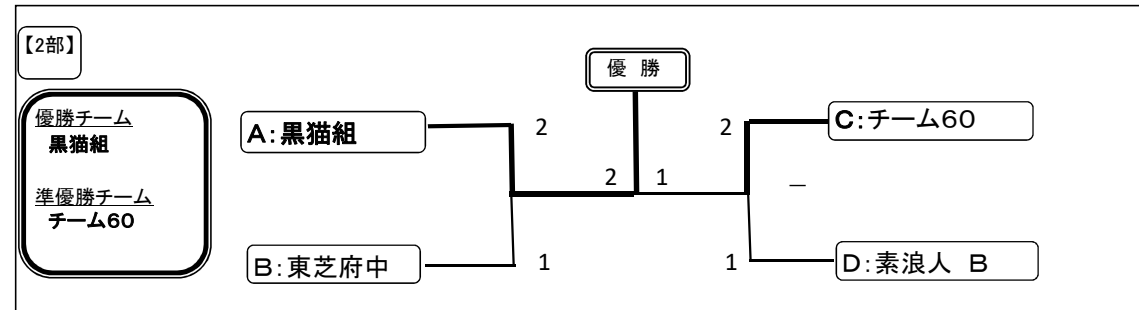 【2部】
優勝
優勝チーム
黒猫組
準優勝チーム
チーム60
A:黒猫組
2
2
C:チーム60
2 1
－
B:東芝府中
1
1
D:素浪人 B